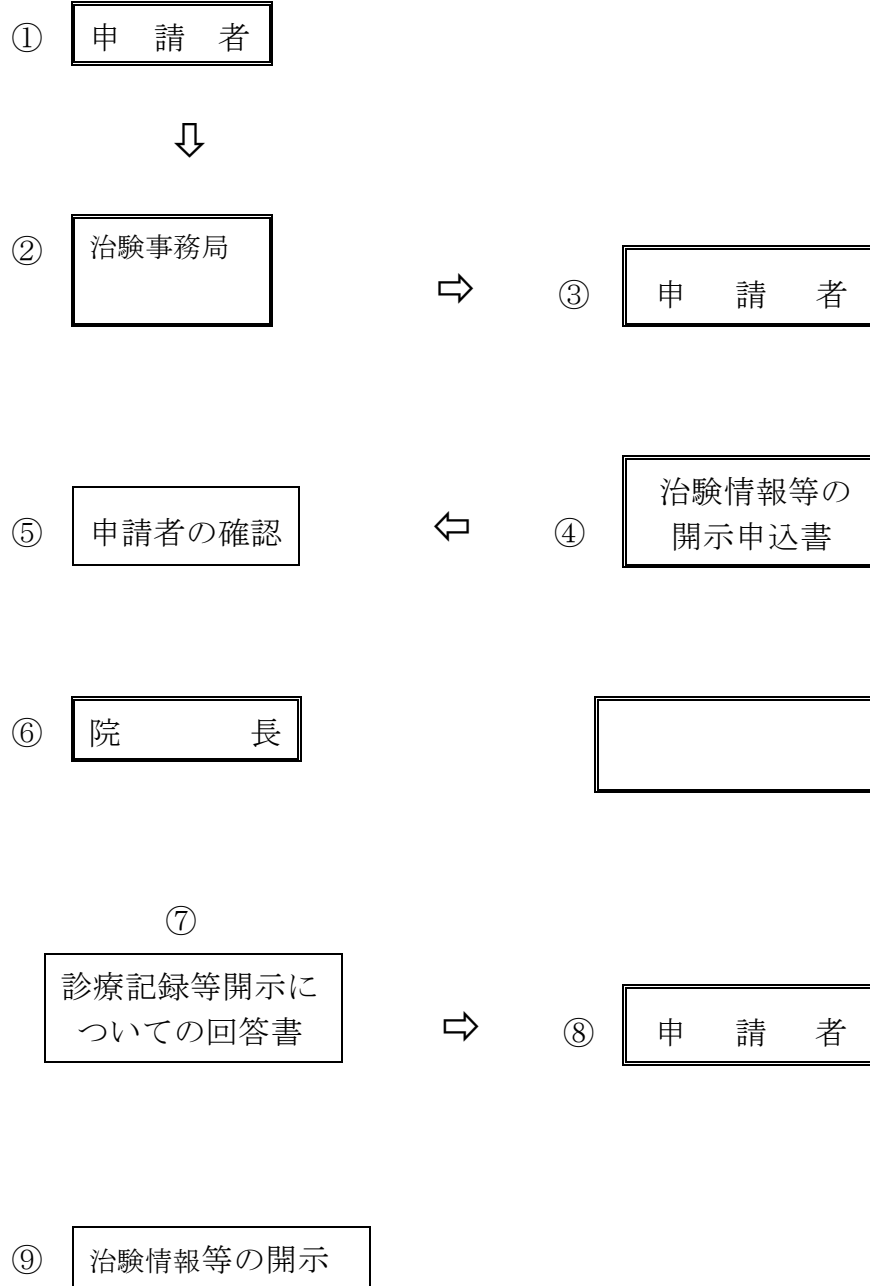 ① 申 請 者
⇩
② 治験事務局
⇨
③ 申 請 者
治験情報等の
開示申込書
④
⇦
⑤ 申請者の確認
⑥ 院 長
⑦
診療記録等開示に
ついての回答書
⇨
⑧ 申 請 者
⑨ 治験情報等の開示